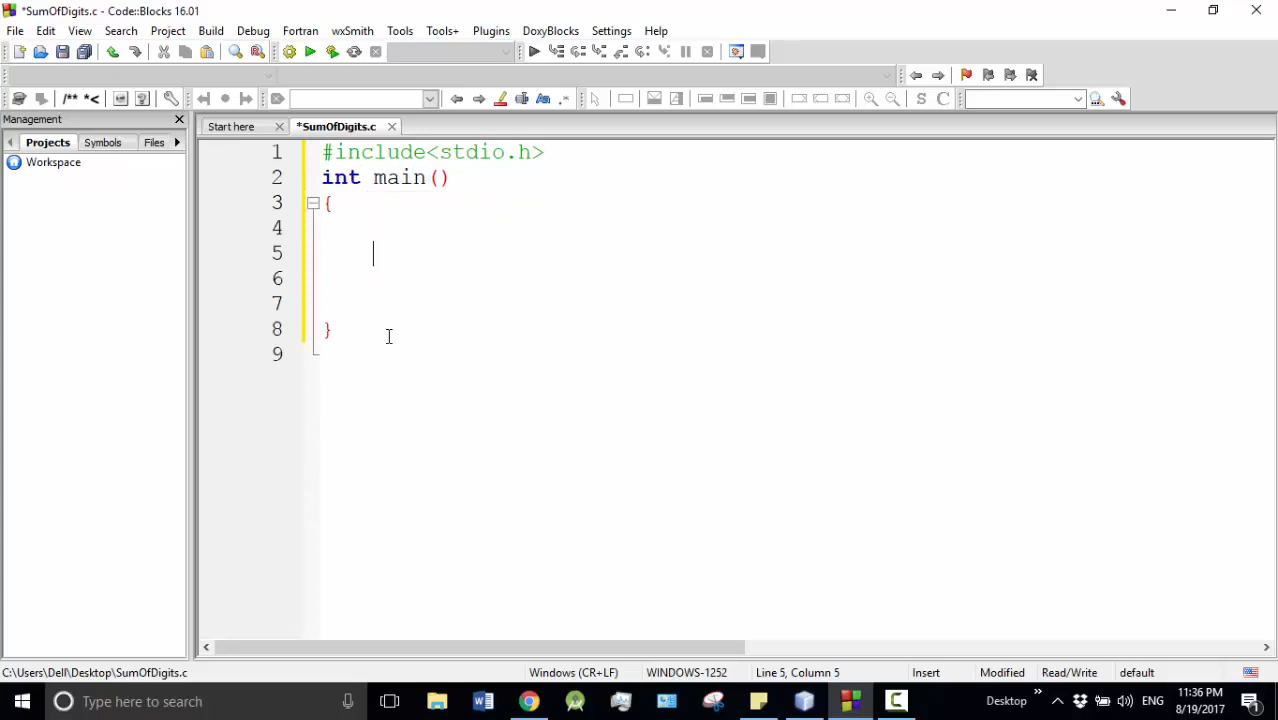 *SumOfDigits.c - Code::Blocks 16.01
File Edit View Search Project Build Debug Fortran wxSmith Tools Tools+ Plugins DoxyBlocks Settings Help
/** *<
S C
Management
Projects Symbols Files
Workspace
Start here *SumOfDigits.c
1 #include<stdio.h>
2 int main()
3 {
4
5
6
7
8 }
9
C:\Users\Dell\Desktop\SumOfDigits.c Windows (CR+LF) WINDOWS-1252 Line 5, Column 5 Insert Modified Read/Write default
Type here to search
Desktop » ENG
11:36 PM
8/19/2017